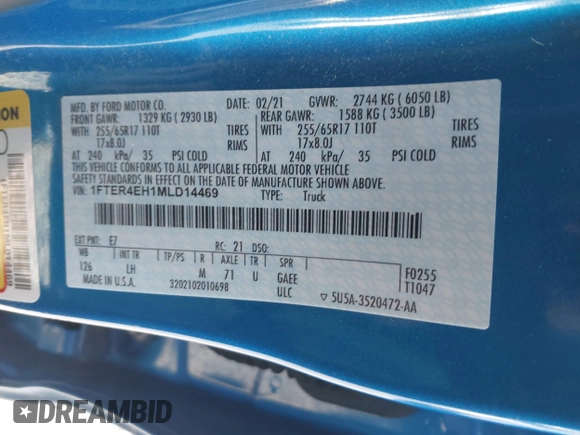 MFD. BY FORD MOTOR CO. DATE: 02/21 GVWR: 2744 KG ( 6050 LB)
FRONT GAWR: 1329 KG ( 2930 LB) REAR GAWR: 1588 KG ( 3500 LB)
WITH 255/65R17 110T TIRES WITH 255/65R17 110T TIRES
17x8.0J RIMS 17x8.0J RIMS
AT 240 kPa/ 35 PSI COLD AT 240 kPa/ 35 PSI COLD
THIS VEHICLE CONFORMS TO ALL APPLICABLE FEDERAL MOTOR VEHICLE
SAFETY STANDARDS IN EFFECT ON THE DATE OF MANUFACTURE SHOWN ABOVE.
VIN: 1FTER4EH1MLD14469 TYPE: Truck
EXT PNT: E7 RC: 21 DSO:
WB LT TR TP/PS R AXLE TR SPR
126 LH M 71 U GAEE F0255
MADE IN U.S.A. 3202102010698 ULC T1047
▽ 5U5A-3520472-AA
ON
DREAMBID